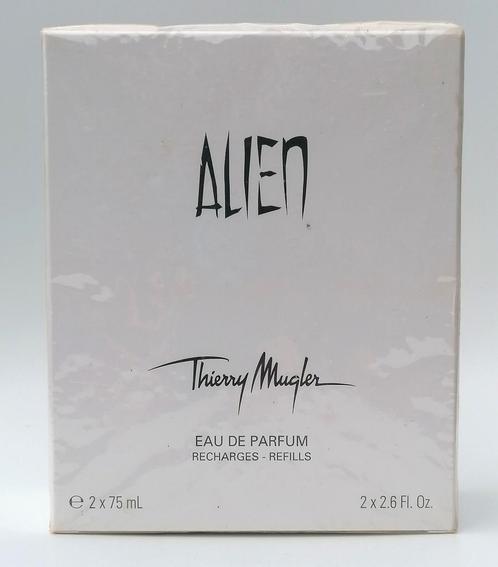 ALIEN
Thierry Mugler
EAU DE PARFUM
RECHARGES - REFILLS
℮ 2 x 75 mL
2 x 2.6 Fl. Oz.